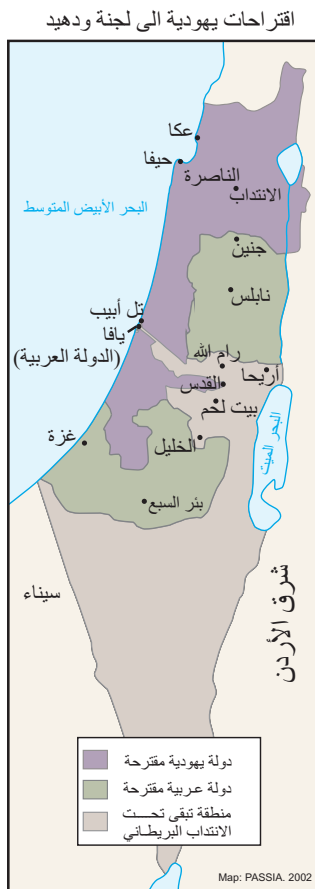 اقتراحات يهودية الى لجنة ودهيد
عكا
حيفا
الناصرة
الانتداب
البحر الأبيض المتوسط
جنين
نابلس
تل أبيب
يافا
(الدولة العربية)
رام الله
أريحا
القدس
بيت لحم
البحر الميت
غزة
الخليل
بئر السبع
سيناء
شرق الأردن
دولة يهودية مقترحة
دولة عربية مقترحة
منطقة تبقى تحت
الانتداب البريطاني
Map: PASSIA. 2002